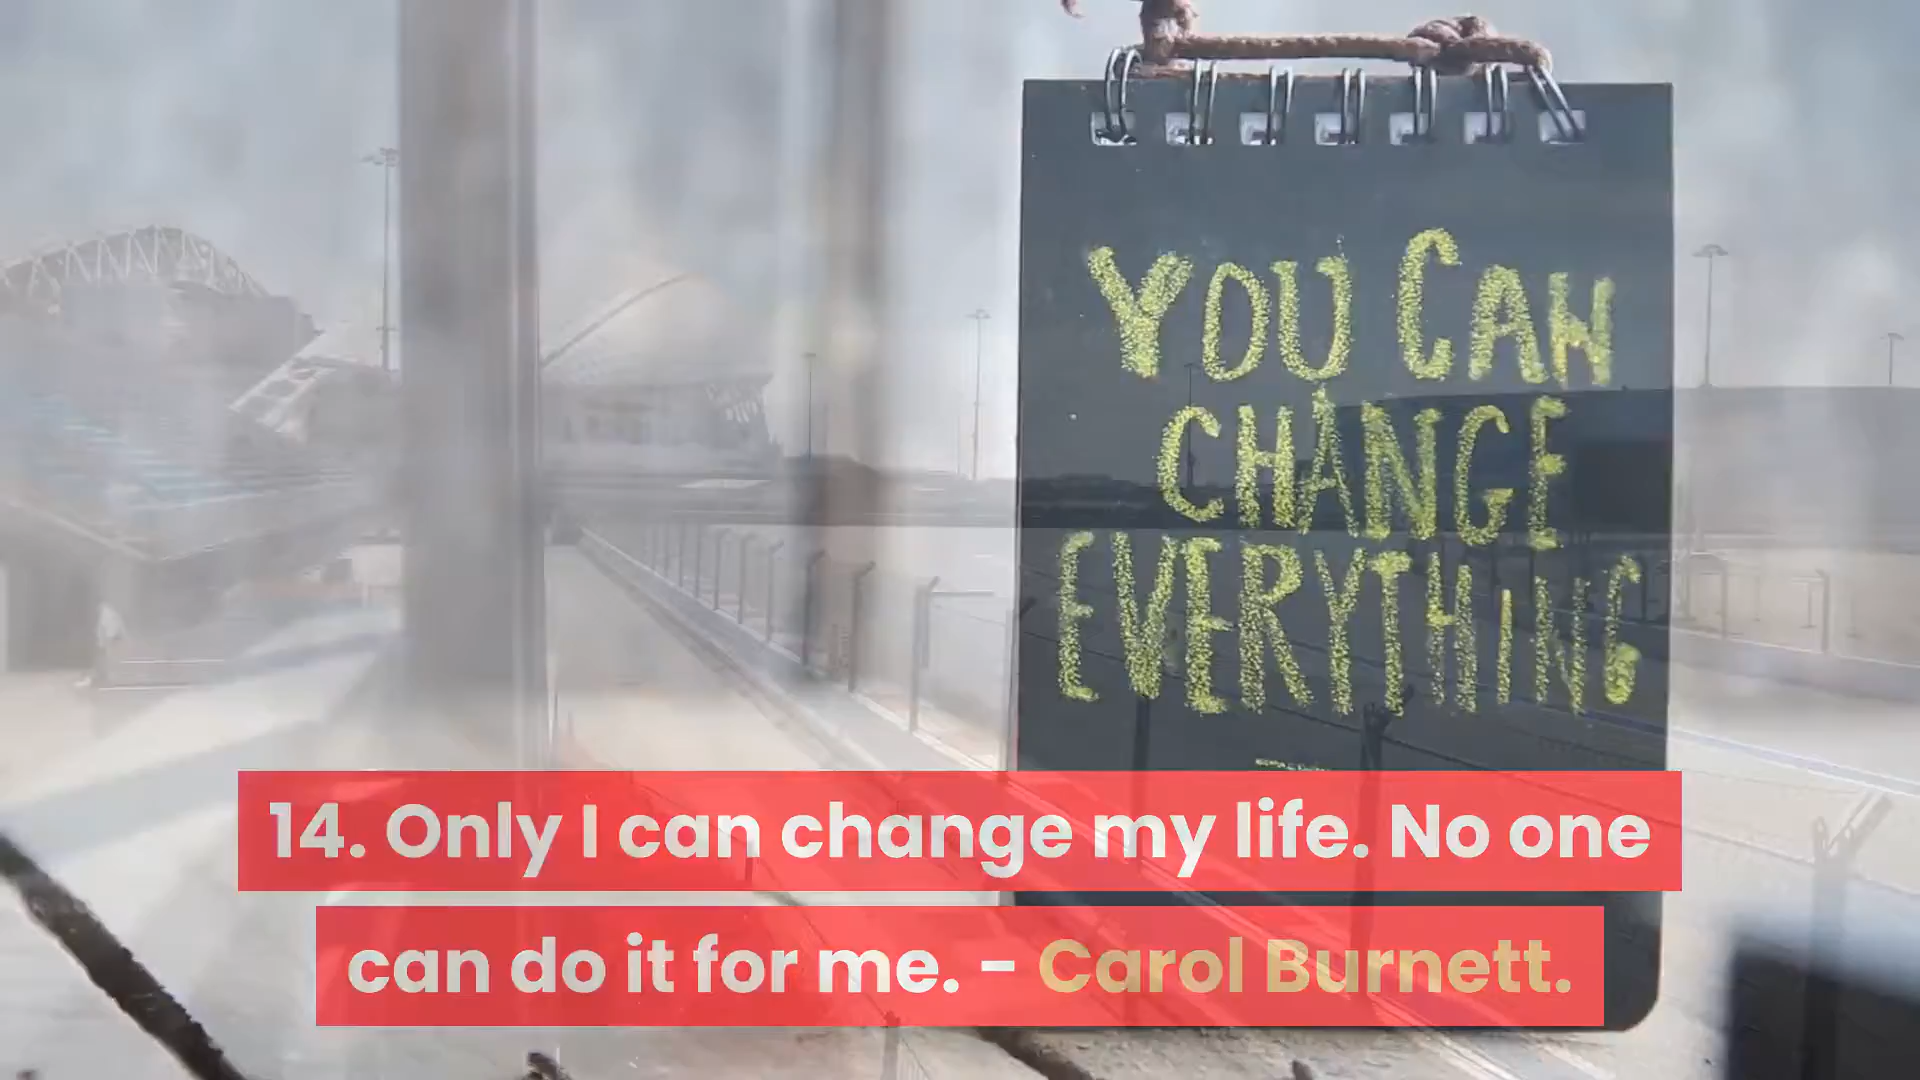 YOU CAN
CHANGE
EVERYTHING
14. Only I can change my life. No one
can do it for me. - Carol Burnett.